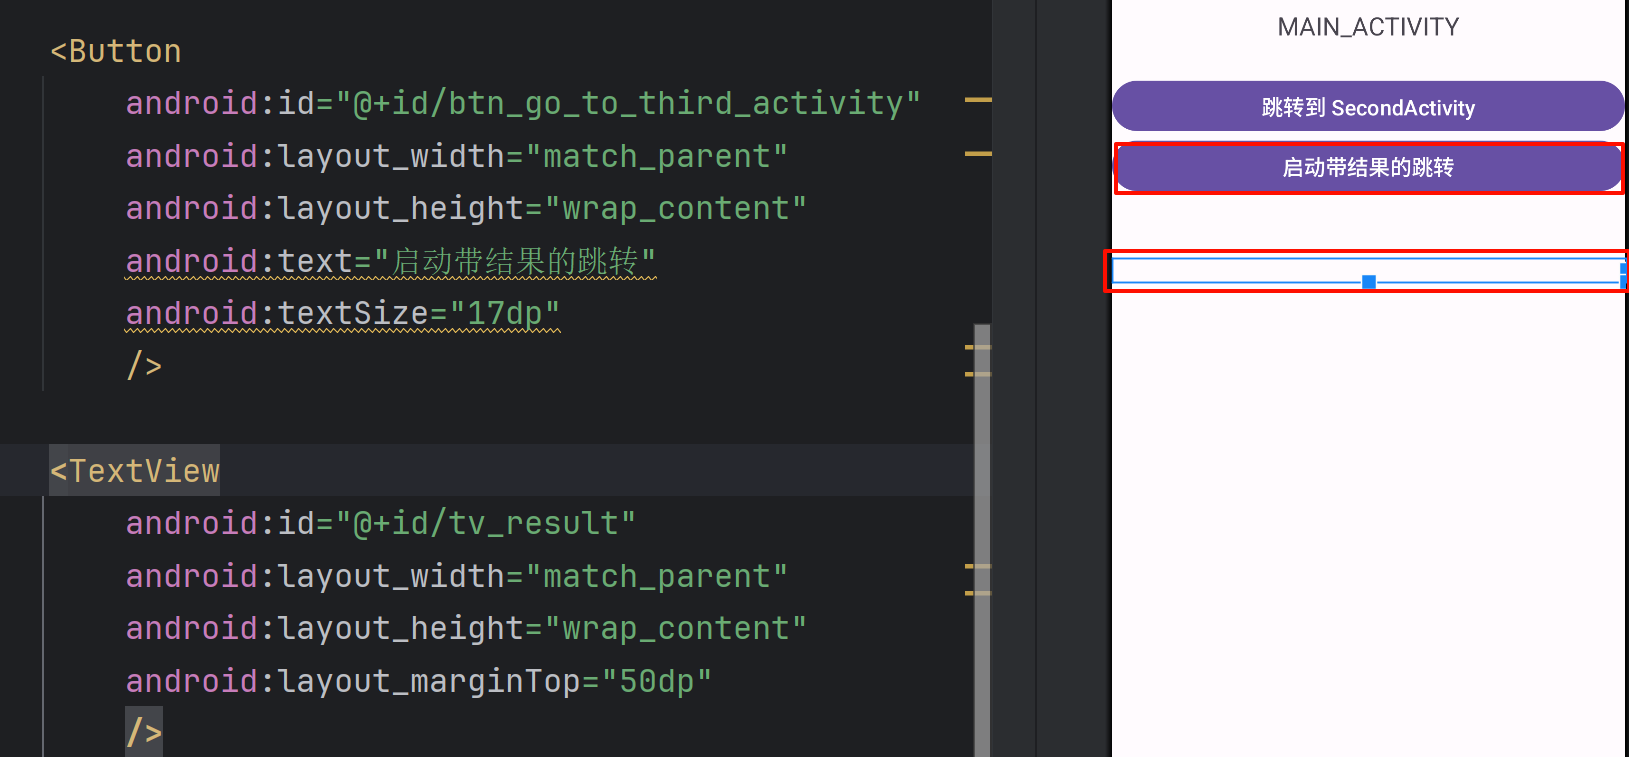 <Button
android:id="@+id/btn_go_to_third_activity"
android:layout_width="match_parent"
android:layout_height="wrap_content"
android:text="启动带结果的跳转"
android:textSize="17dp"
/>
<TextView
android:id="@+id/tv_result"
android:layout_width="match_parent"
android:layout_height="wrap_content"
android:layout_marginTop="50dp"
/>
MAIN_ACTIVITY
跳转到 SecondActivity
启动带结果的跳转